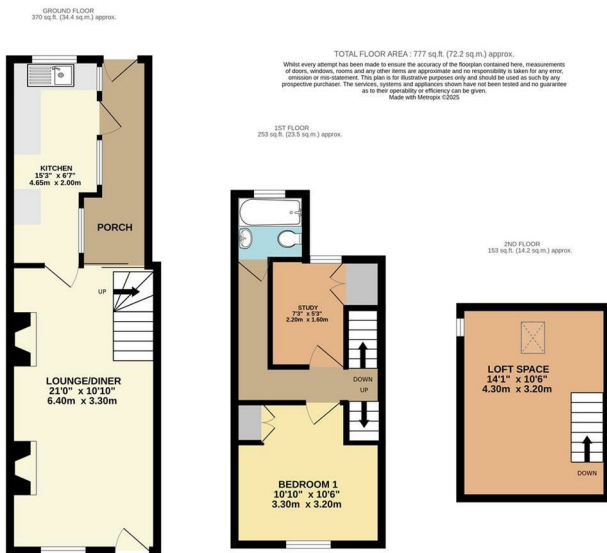 GROUND FLOOR
370 sq.ft. (34.4 sq.m.) approx.
KITCHEN
15'3" x 6'7"
4.65m x 2.00m
PORCH
UP
LOUNGE/DINER
21'0" x 10'10"
6.40m x 3.30m
TOTAL FLOOR AREA : 777 sq.ft. (72.2 sq.m.) approx.
Whilst every attempt has been made to ensure the accuracy of the floorplan contained here, measurements
of doors, windows, rooms and any other items are approximate and no responsibility is taken for any error,
omission or mis-statement. This plan is for illustrative purposes only and should be used as such by any
prospective purchaser. The services, systems and appliances shown have not been tested and no guarantee
as to their operability or efficiency can be given.
Made with Metropix ©2025
1ST FLOOR
253 sq.ft. (23.5 sq.m.) approx.
STUDY
7'3" x 5'3"
2.20m x 1.60m
DOWN
UP
BEDROOM 1
10'10" x 10'6"
3.30m x 3.20m
2ND FLOOR
153 sq.ft. (14.2 sq.m.) approx.
LOFT SPACE
14'1" x 10'6"
4.30m x 3.20m
DOWN